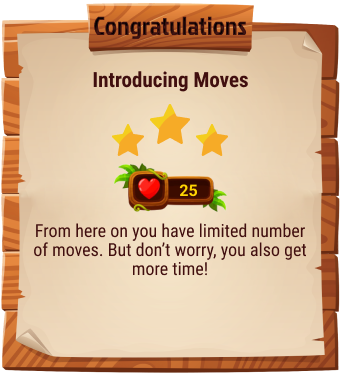 Congratulations
Introducing Moves
25
From here on you have limited number
of moves. But don't worry, you also get
more time!